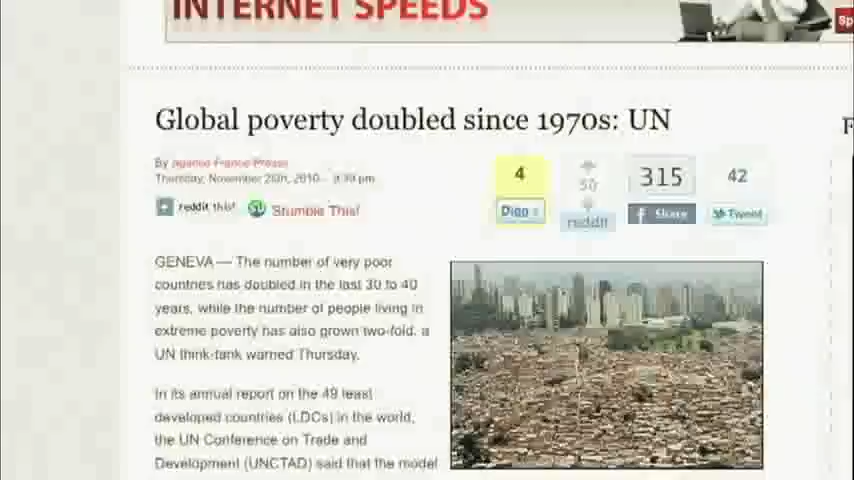 INTERNET SPEEDS
Sp
Global poverty doubled since 1970s: UN
F
By Agence France-Presse
Thursday, November 25th, 2010 -- 9:39 pm
4
50
315
42
Digg
reddit
Share
Tweet
reddit this!
Stumble This!
GENEVA — The number of very poor
countries has doubled in the last 30 to 40
years, while the number of people living in
extreme poverty has also grown two-fold, a
UN think-tank warned Thursday.
In its annual report on the 49 least
developed countries (LDCs) in the world,
the UN Conference on Trade and
Development (UNCTAD) said that the model